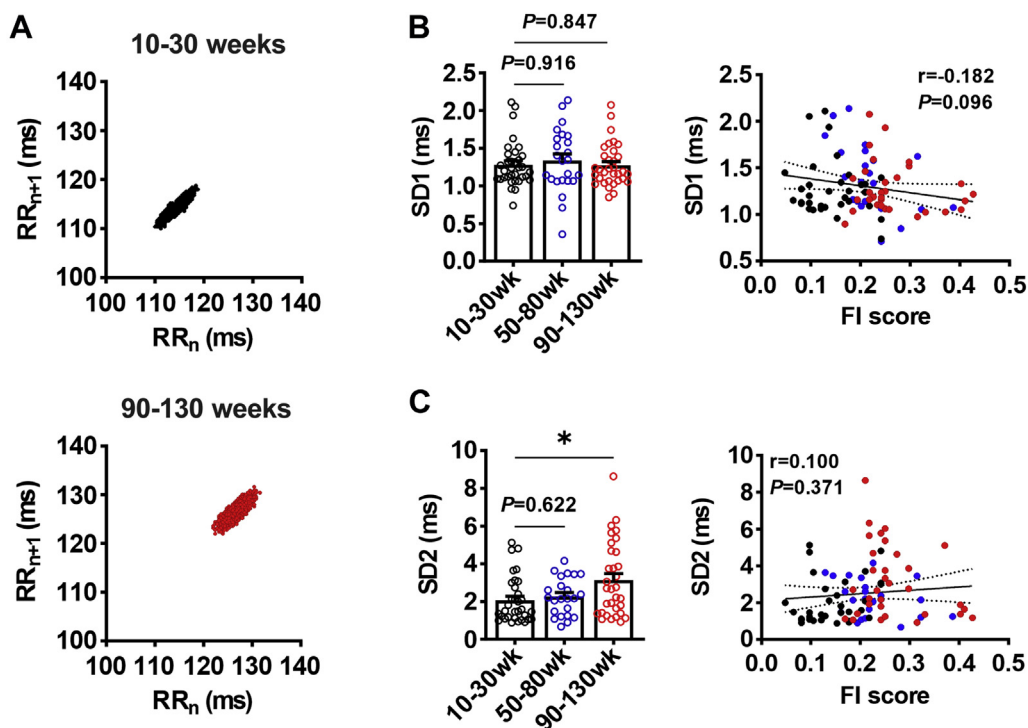 A
10-30 weeks
140
130
120
110
100
RRn+1 (ms)
100 110 120 130 140
RRn (ms)
90-130 weeks
140
130
120
110
100
RRn+1 (ms)
100 110 120 130 140
RRn (ms)
B
P=0.847
P=0.916
2.5
2.0
1.5
1.0
0.5
0.0
SD1 (ms)
10-30wk
50-80wk
90-130wk
r=-0.182
P=0.096
2.5
2.0
1.5
1.0
0.5
SD1 (ms)
0.0 0.1 0.2 0.3 0.4 0.5
FI score
C
*
P=0.622
10
8
6
4
2
0
SD2 (ms)
10-30wk
50-80wk
90-130wk
r=0.100
P=0.371
10
8
6
4
2
0
SD2 (ms)
0.0 0.1 0.2 0.3 0.4 0.5
FI score